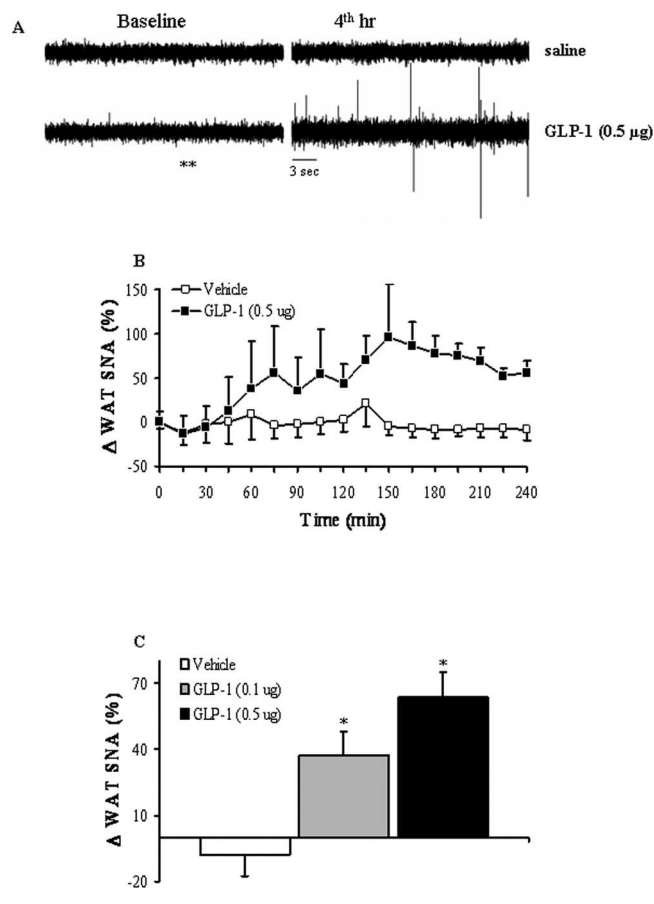 A
Baseline 4th hr
saline
GLP-1 (0.5 µg)
**
3 sec
B
Vehicle
GLP-1 (0.5 ug)
Δ WAT SNA (%)
150
100
50
0
-50
0 30 60 90 120 150 180 210 240
Time (min)
C
Vehicle
GLP-1 (0.1 ug)
GLP-1 (0.5 ug)
*
*
Δ WAT SNA (%)
70
40
10
-20